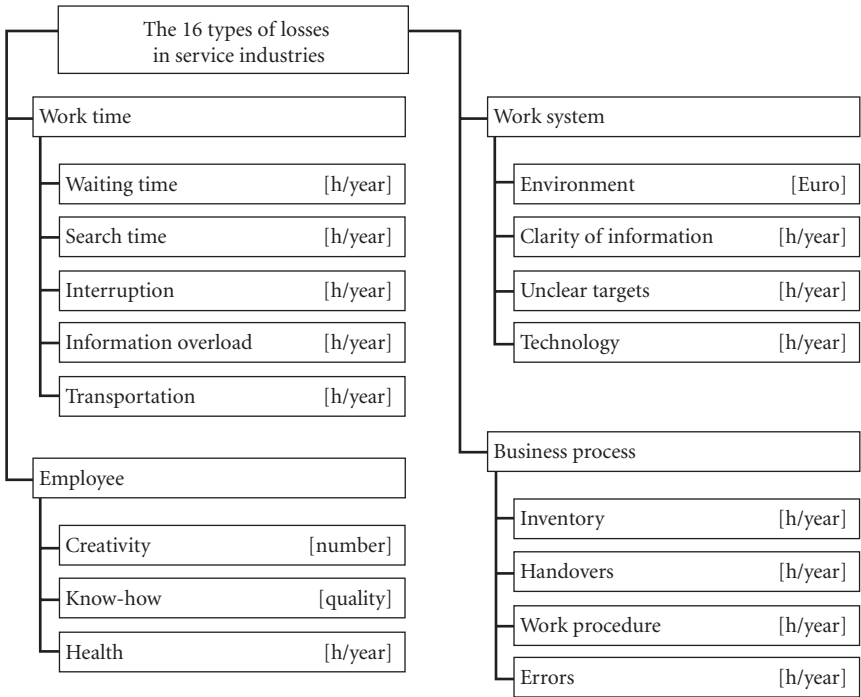 The 16 types of losses
in service industries
Work time
Waiting time [h/year]
Search time [h/year]
Interruption [h/year]
Information overload [h/year]
Transportation [h/year]
Employee
Creativity [number]
Know-how [quality]
Health [h/year]
Work system
Environment [Euro]
Clarity of information [h/year]
Unclear targets [h/year]
Technology [h/year]
Business process
Inventory [h/year]
Handovers [h/year]
Work procedure [h/year]
Errors [h/year]